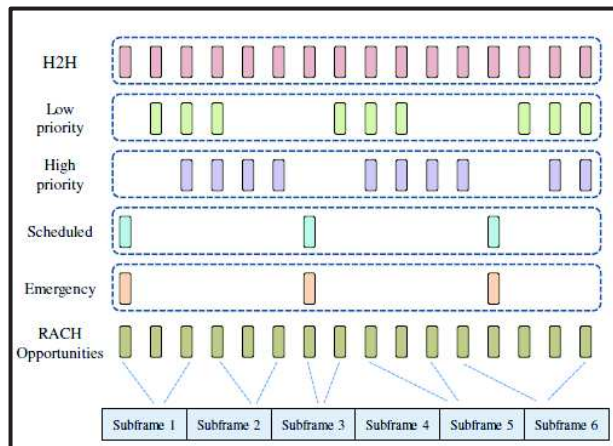 H2H
Low
priority
High
priority
Scheduled
Emergency
RACH
Opportunities
Subframe 1 Subframe 2 Subframe 3 Subframe 4 Subframe 5 Subframe 6